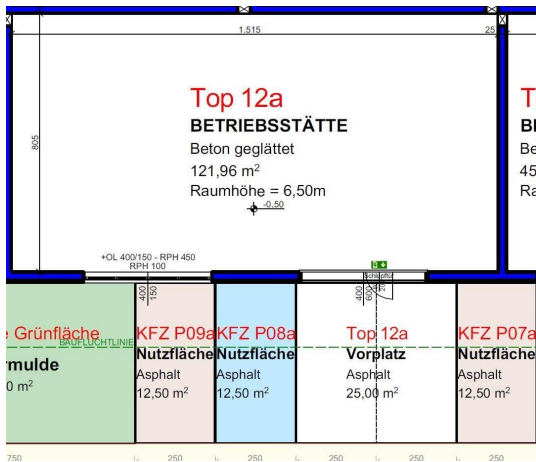 1.515
25
805
Top 12a
BETRIEBSSTÄTTE
Beton geglättet
121,96 m²
Raumhöhe = 6,50m
-0.50
T
BE
Be
45
Ra
+OL 400/150 - RPH 450
RPH 100
Schlupftür
400
150
400
600
e Grünfläche
BAUFLUCHTLINIE
rmulde
0 m²
KFZ P09a
Nutzfläche
Asphalt
12,50 m²
KFZ P08a
Nutzfläche
Asphalt
12,50 m²
Top 12a
Vorplatz
Asphalt
25,00 m²
KFZ P07a
Nutzfläche
Asphalt
12,50 m²
750
250
250
250
250
250